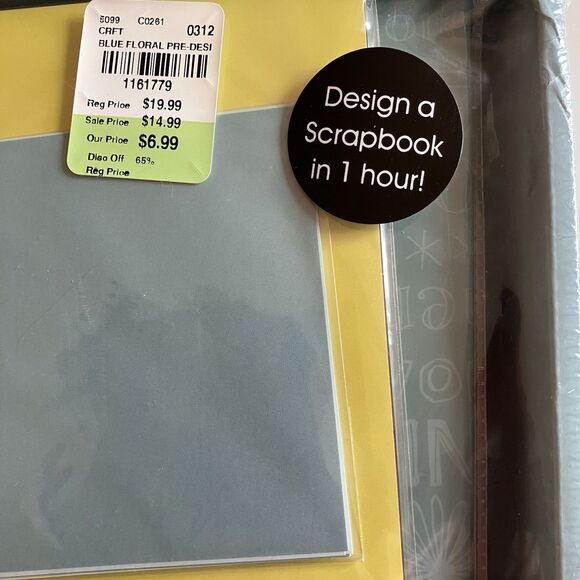 6099 C0261
CRFT 0312
BLUE FLORAL PRE-DESI
1161779
Reg Price $19.99
Sale Price $14.99
Our Price $6.99
Disc Off 65%
Reg Price
Design a
Scrapbook
in 1 hour!